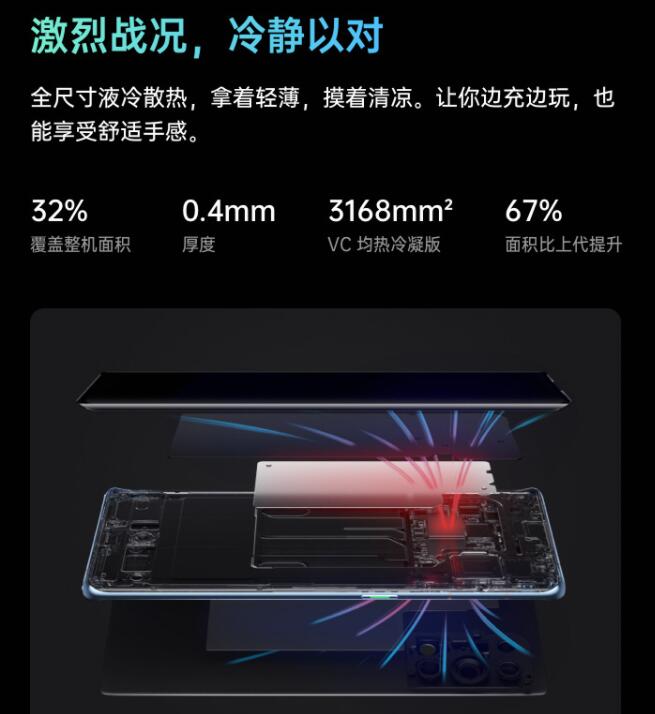 激烈战况，冷静以对
全尺寸液冷散热，拿着轻薄，摸着清凉。让你边充边玩，也
能享受舒适手感。
32% 0.4mm 3168mm² 67%
覆盖整机面积 厚度 VC 均热冷凝版 面积比上代提升